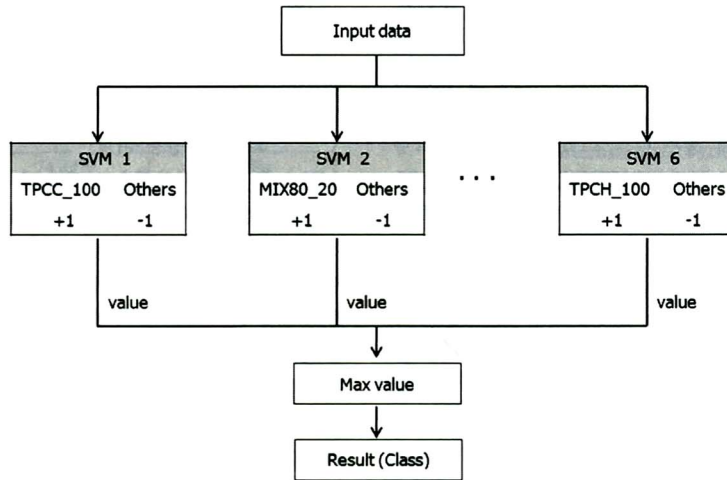 Input data
SVM 1
TPCC_100 Others
+1 -1
SVM 2
MIX80_20 Others
+1 -1
. . .
SVM 6
TPCH_100 Others
+1 -1
value
value
value
Max value
Result (Class)